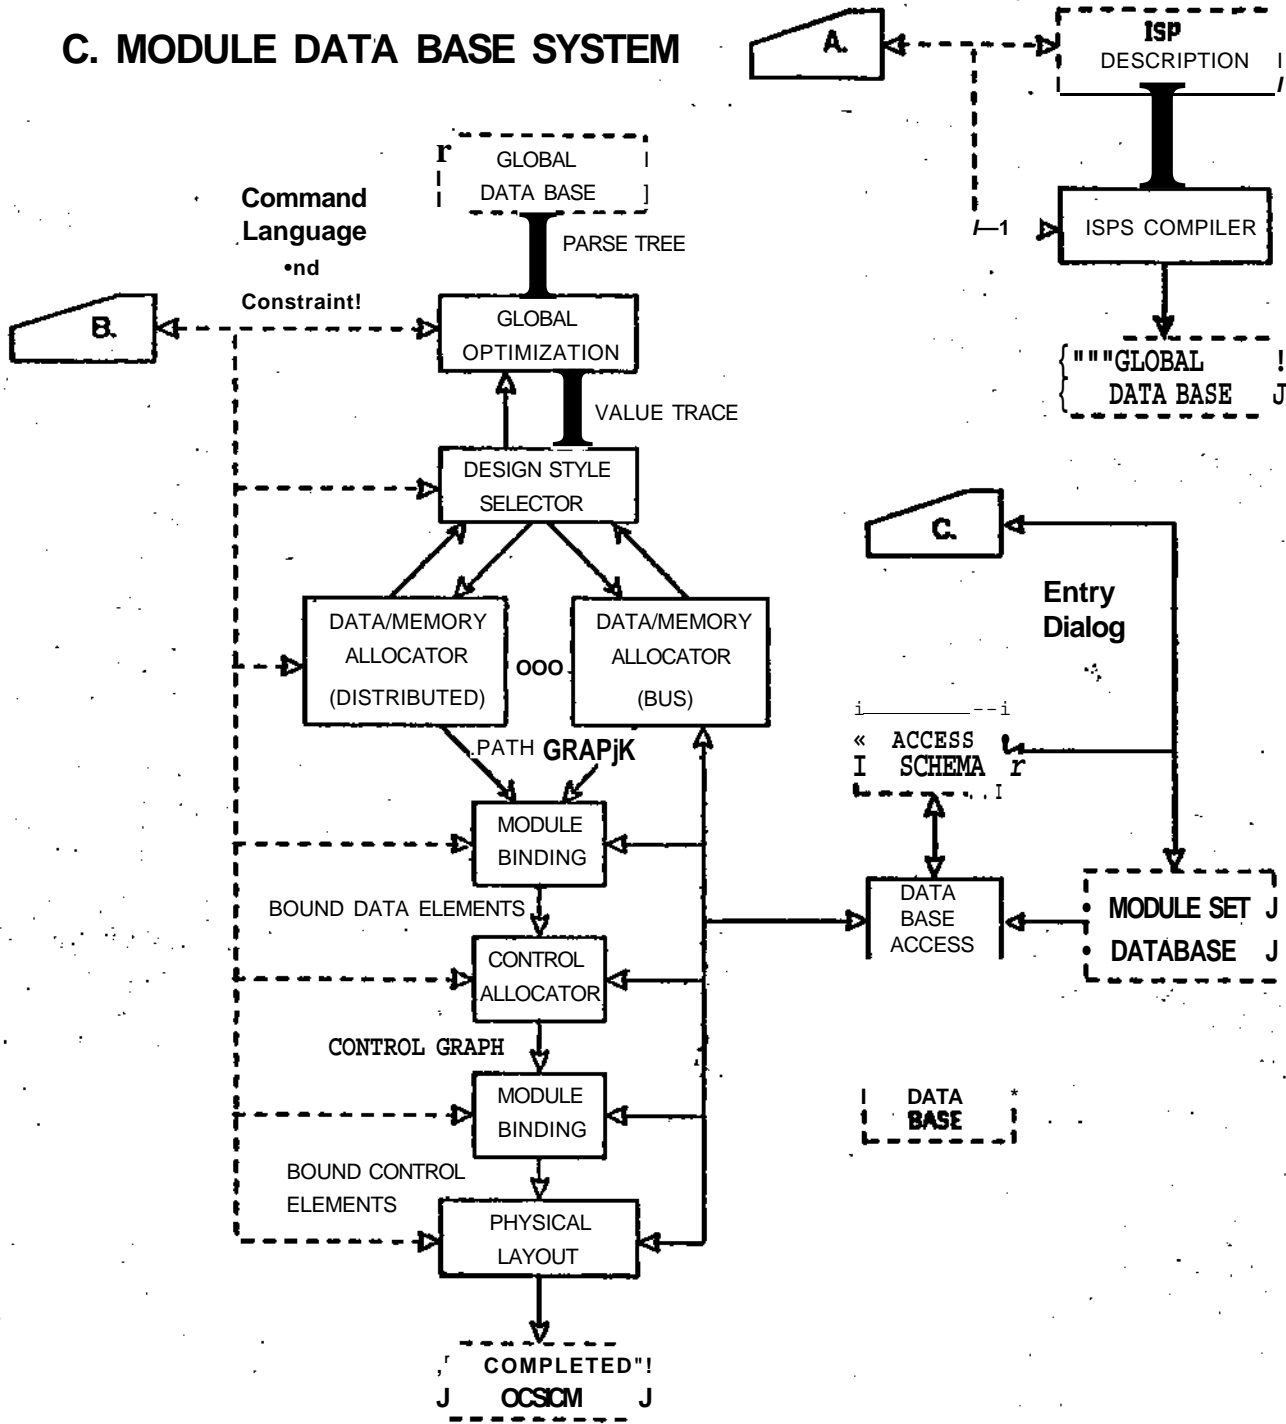 C. MODULE DATA BASE SYSTEM
A.
ISP
DESCRIPTION
GLOBAL
DATA BASE
Command
Language
•nd
Constraint!
PARSE TREE
ISPS COMPILER
B.
GLOBAL
OPTIMIZATION
"""GLOBAL !
DATA BASE J
VALUE TRACE
DESIGN STYLE
SELECTOR
C.
Entry
Dialog
DATA/MEMORY
ALLOCATOR
(DISTRIBUTED)
OOO
DATA/MEMORY
ALLOCATOR
(BUS)
PATH GRAPjK
ACCESS
SCHEMA
MODULE
BINDING
BOUND DATA ELEMENTS
DATA
BASE
ACCESS
• MODULE SET J
• DATABASE J
CONTROL
ALLOCATOR
CONTROL GRAPH
MODULE
BINDING
DATA
BASE
BOUND CONTROL
ELEMENTS
PHYSICAL
LAYOUT
COMPLETED"!
J OCSICM J